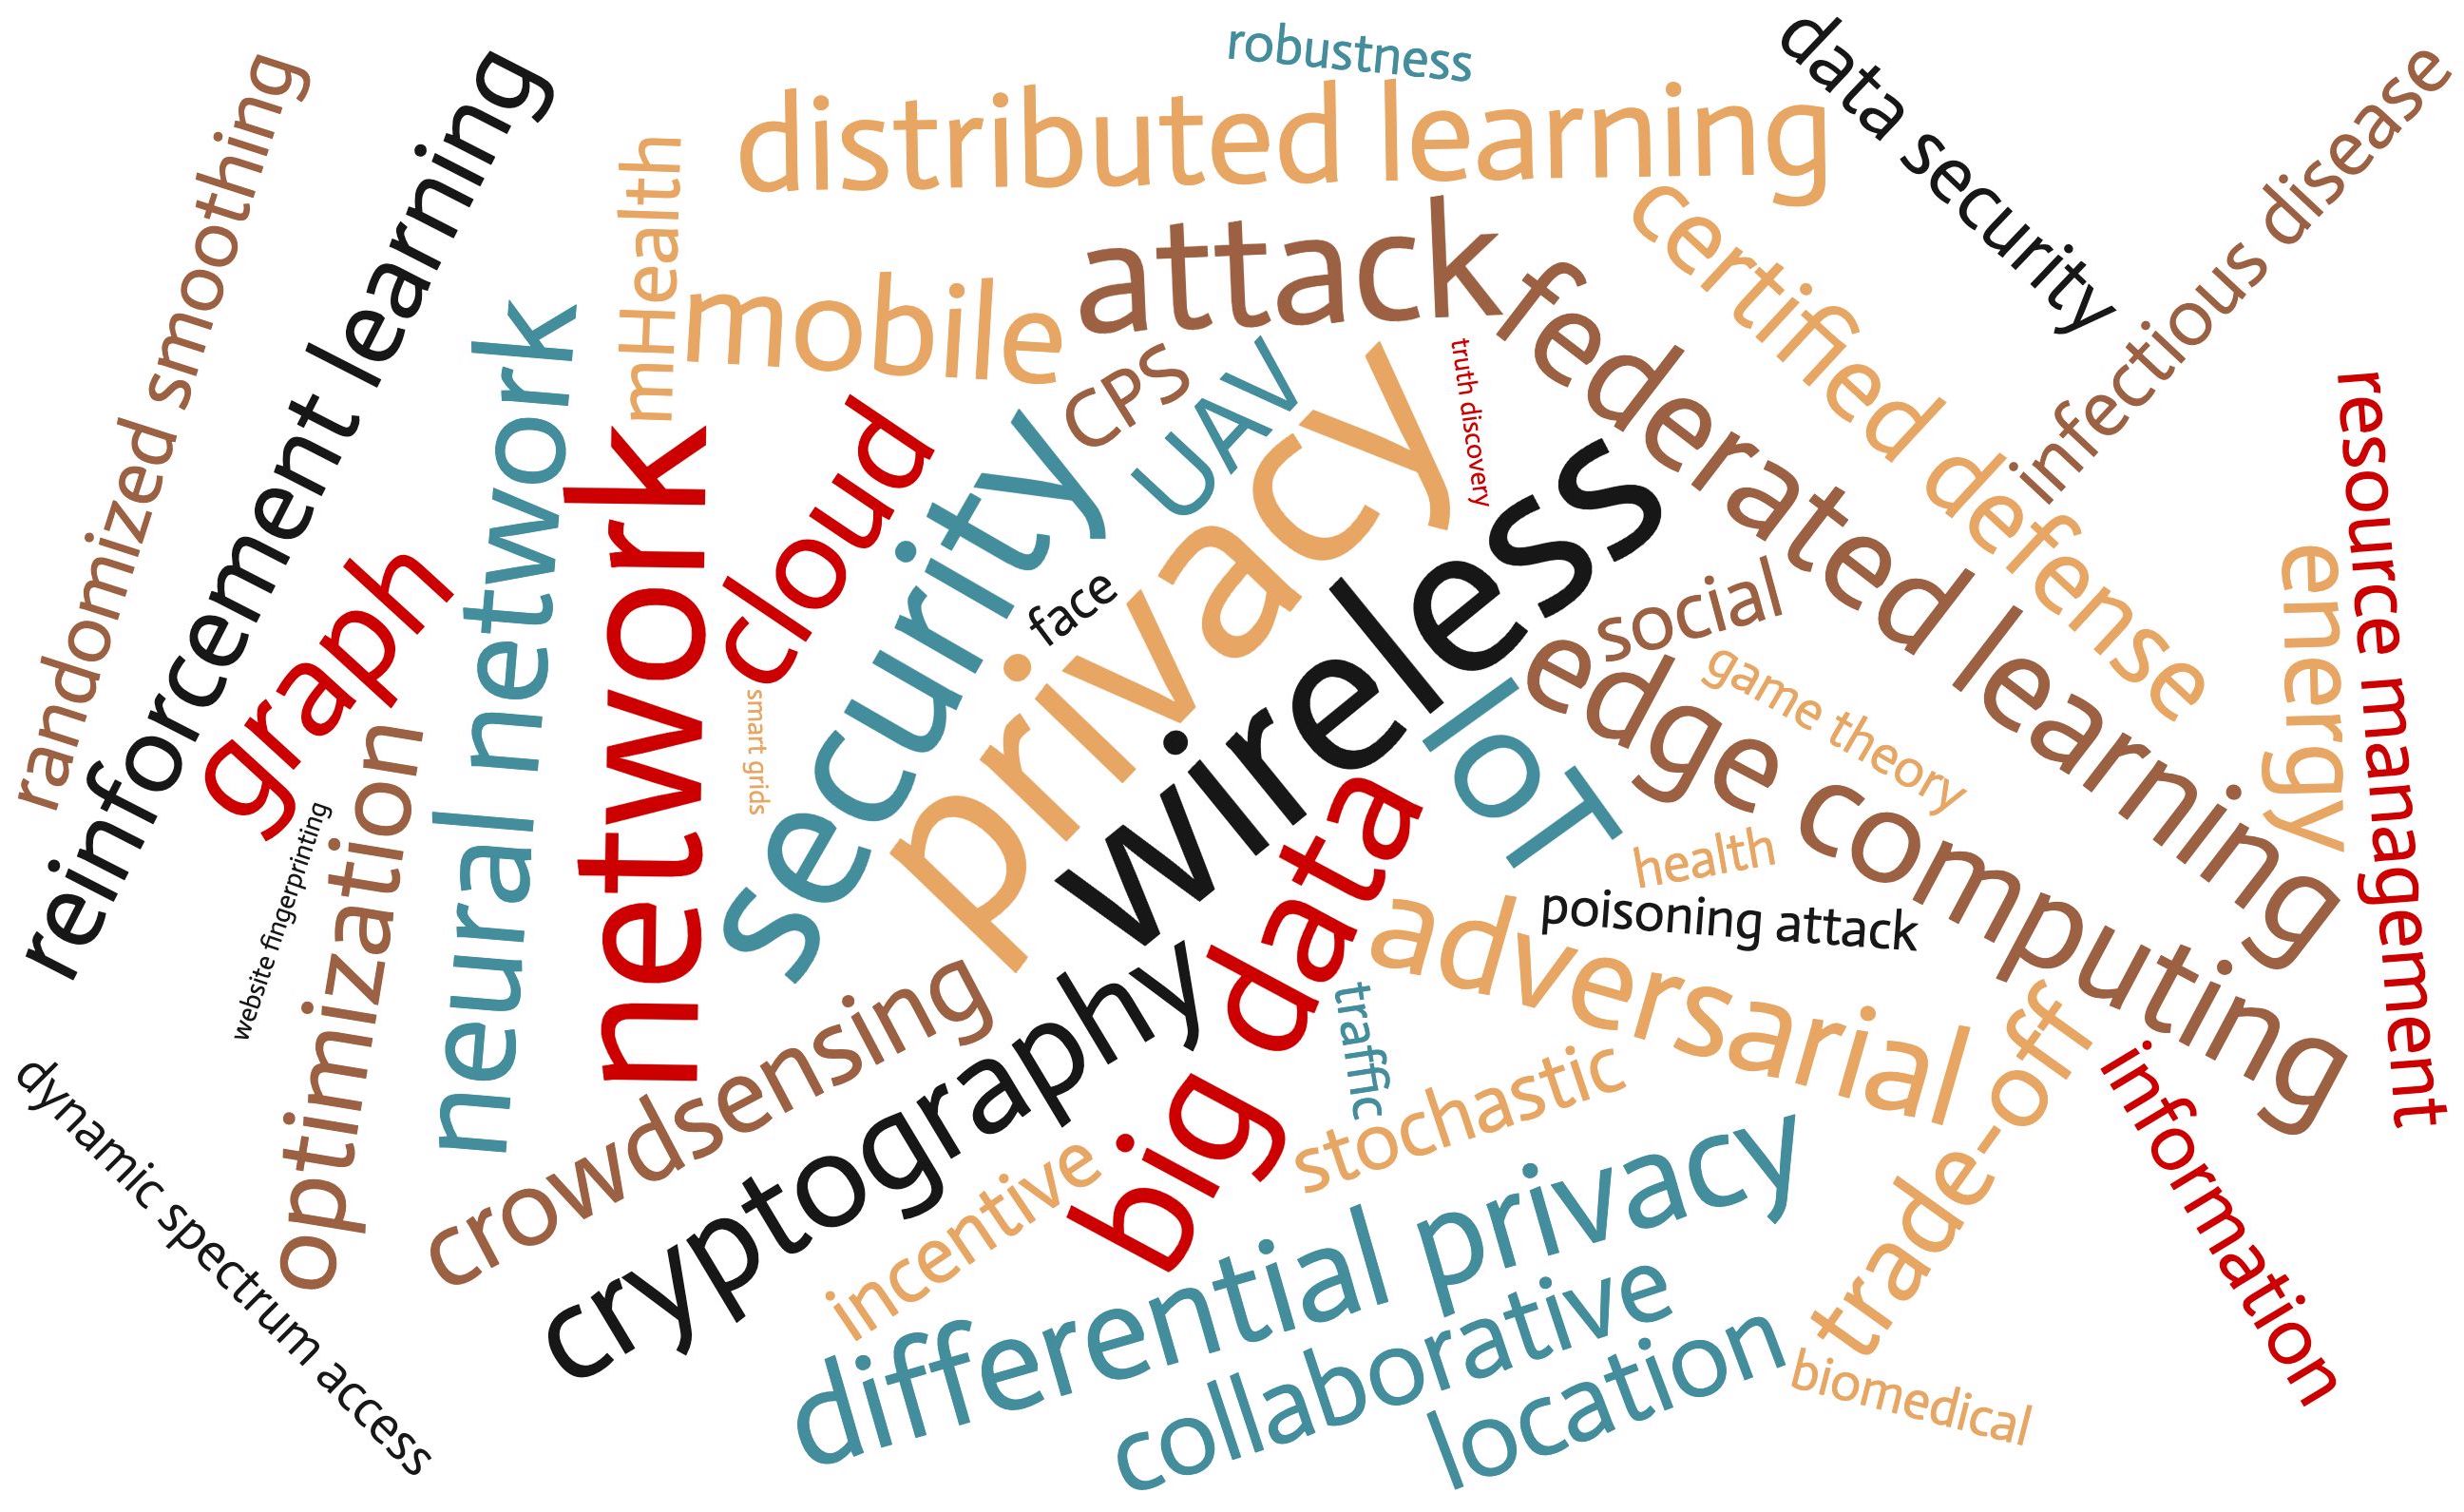 robustness
distributed learning
data security
infectious disease
randomized smoothing
reinforcement learning
mHealth
attack
certified defense
mobile
federated learning
neural network
network
cloud
CPS
UAV
truth discovery
resource management
security
privacy
face
wireless
social
energy
graph
smart grids
IoT
edge computing
game theory
optimization
website fingerprinting
health
poisoning attack
big data
adversarial
crowdsensing
cryptography
traffic
stochastic
trade-off
information
dynamic spectrum access
incentive
differential privacy
collaborative
location
biomedical